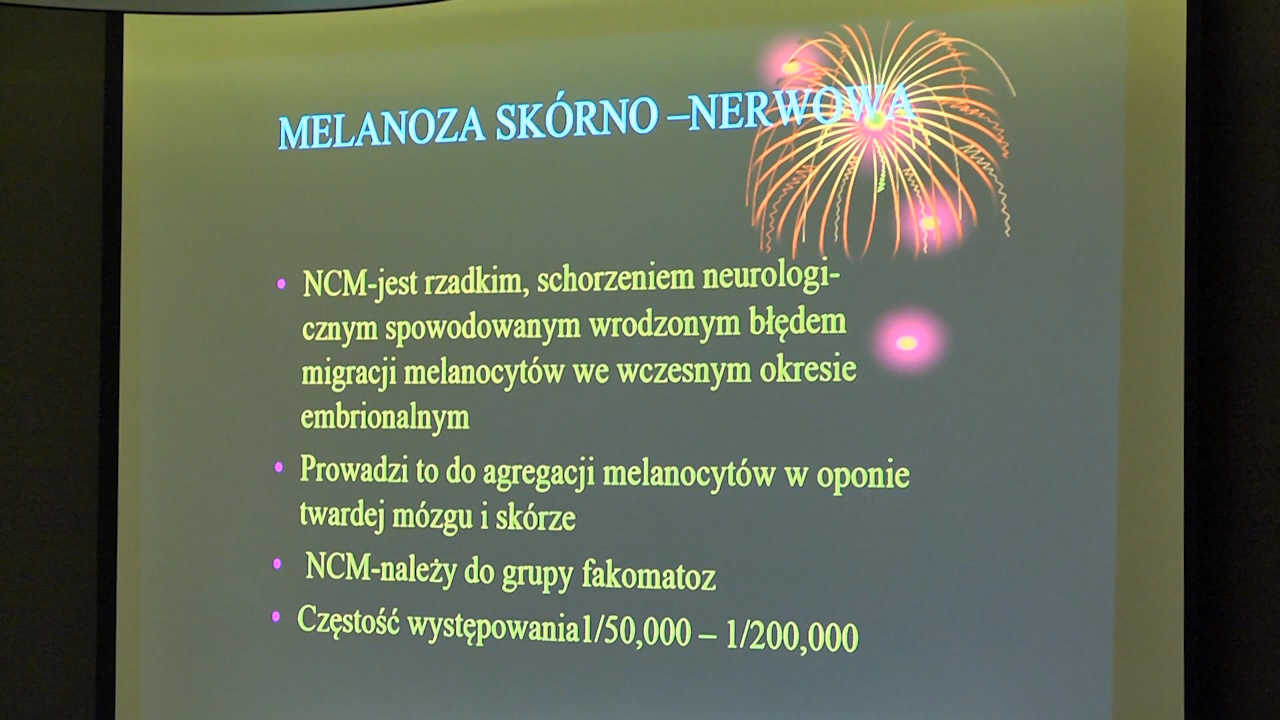 MELANOZA SKÓRNO –NERWOWA
• NCM-jest rzadkim, schorzeniem neurologi-
cznym spowodowanym wrodzonym błędem
migracji melanocytów we wczesnym okresie
embrionalnym
• Prowadzi to do agregacji melanocytów w oponie
twardej mózgu i skórze
• NCM-należy do grupy fakomatoz
• Częstość występowania1/50,000 – 1/200,000